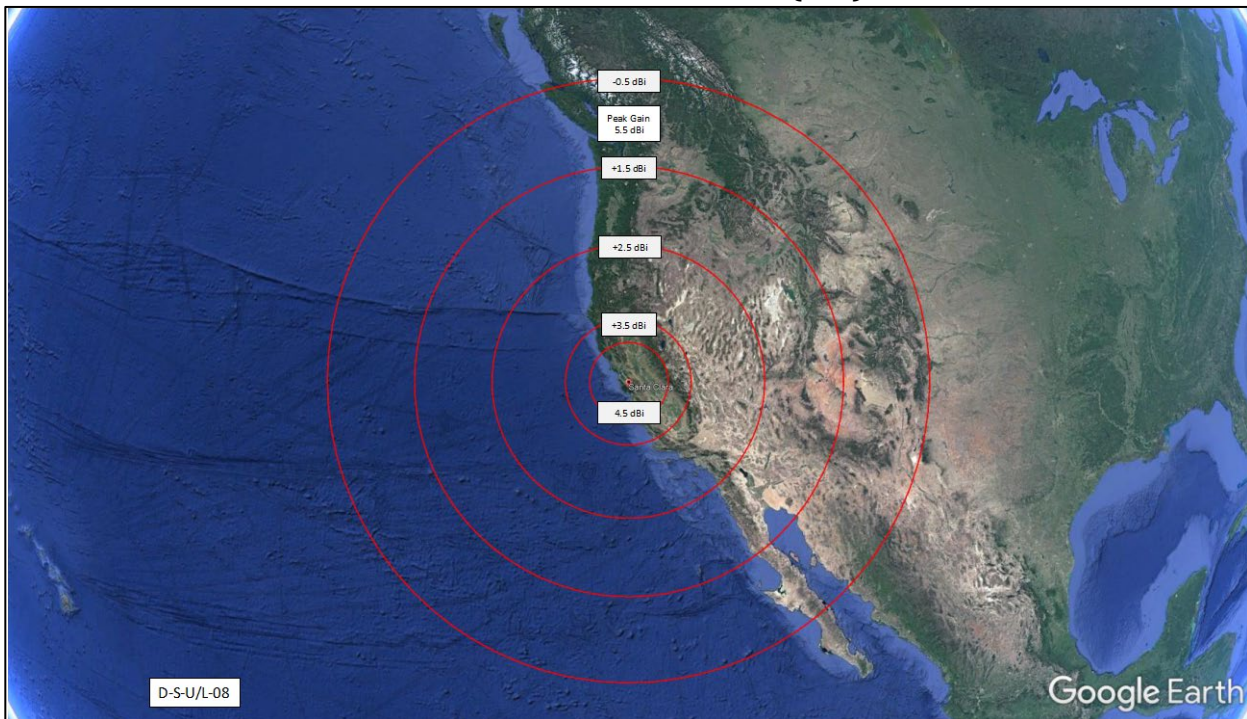 -0.5 dBi
Peak Gain
5.5 dBi
+1.5 dBi
+2.5 dBi
+3.5 dBi
Santa Clara
4.5 dBi
D-S-U/L-08
Google Earth